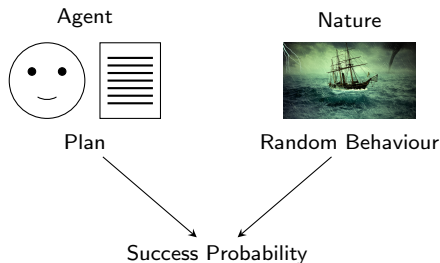 Agent
Nature
Plan
Random Behaviour
Success Probability